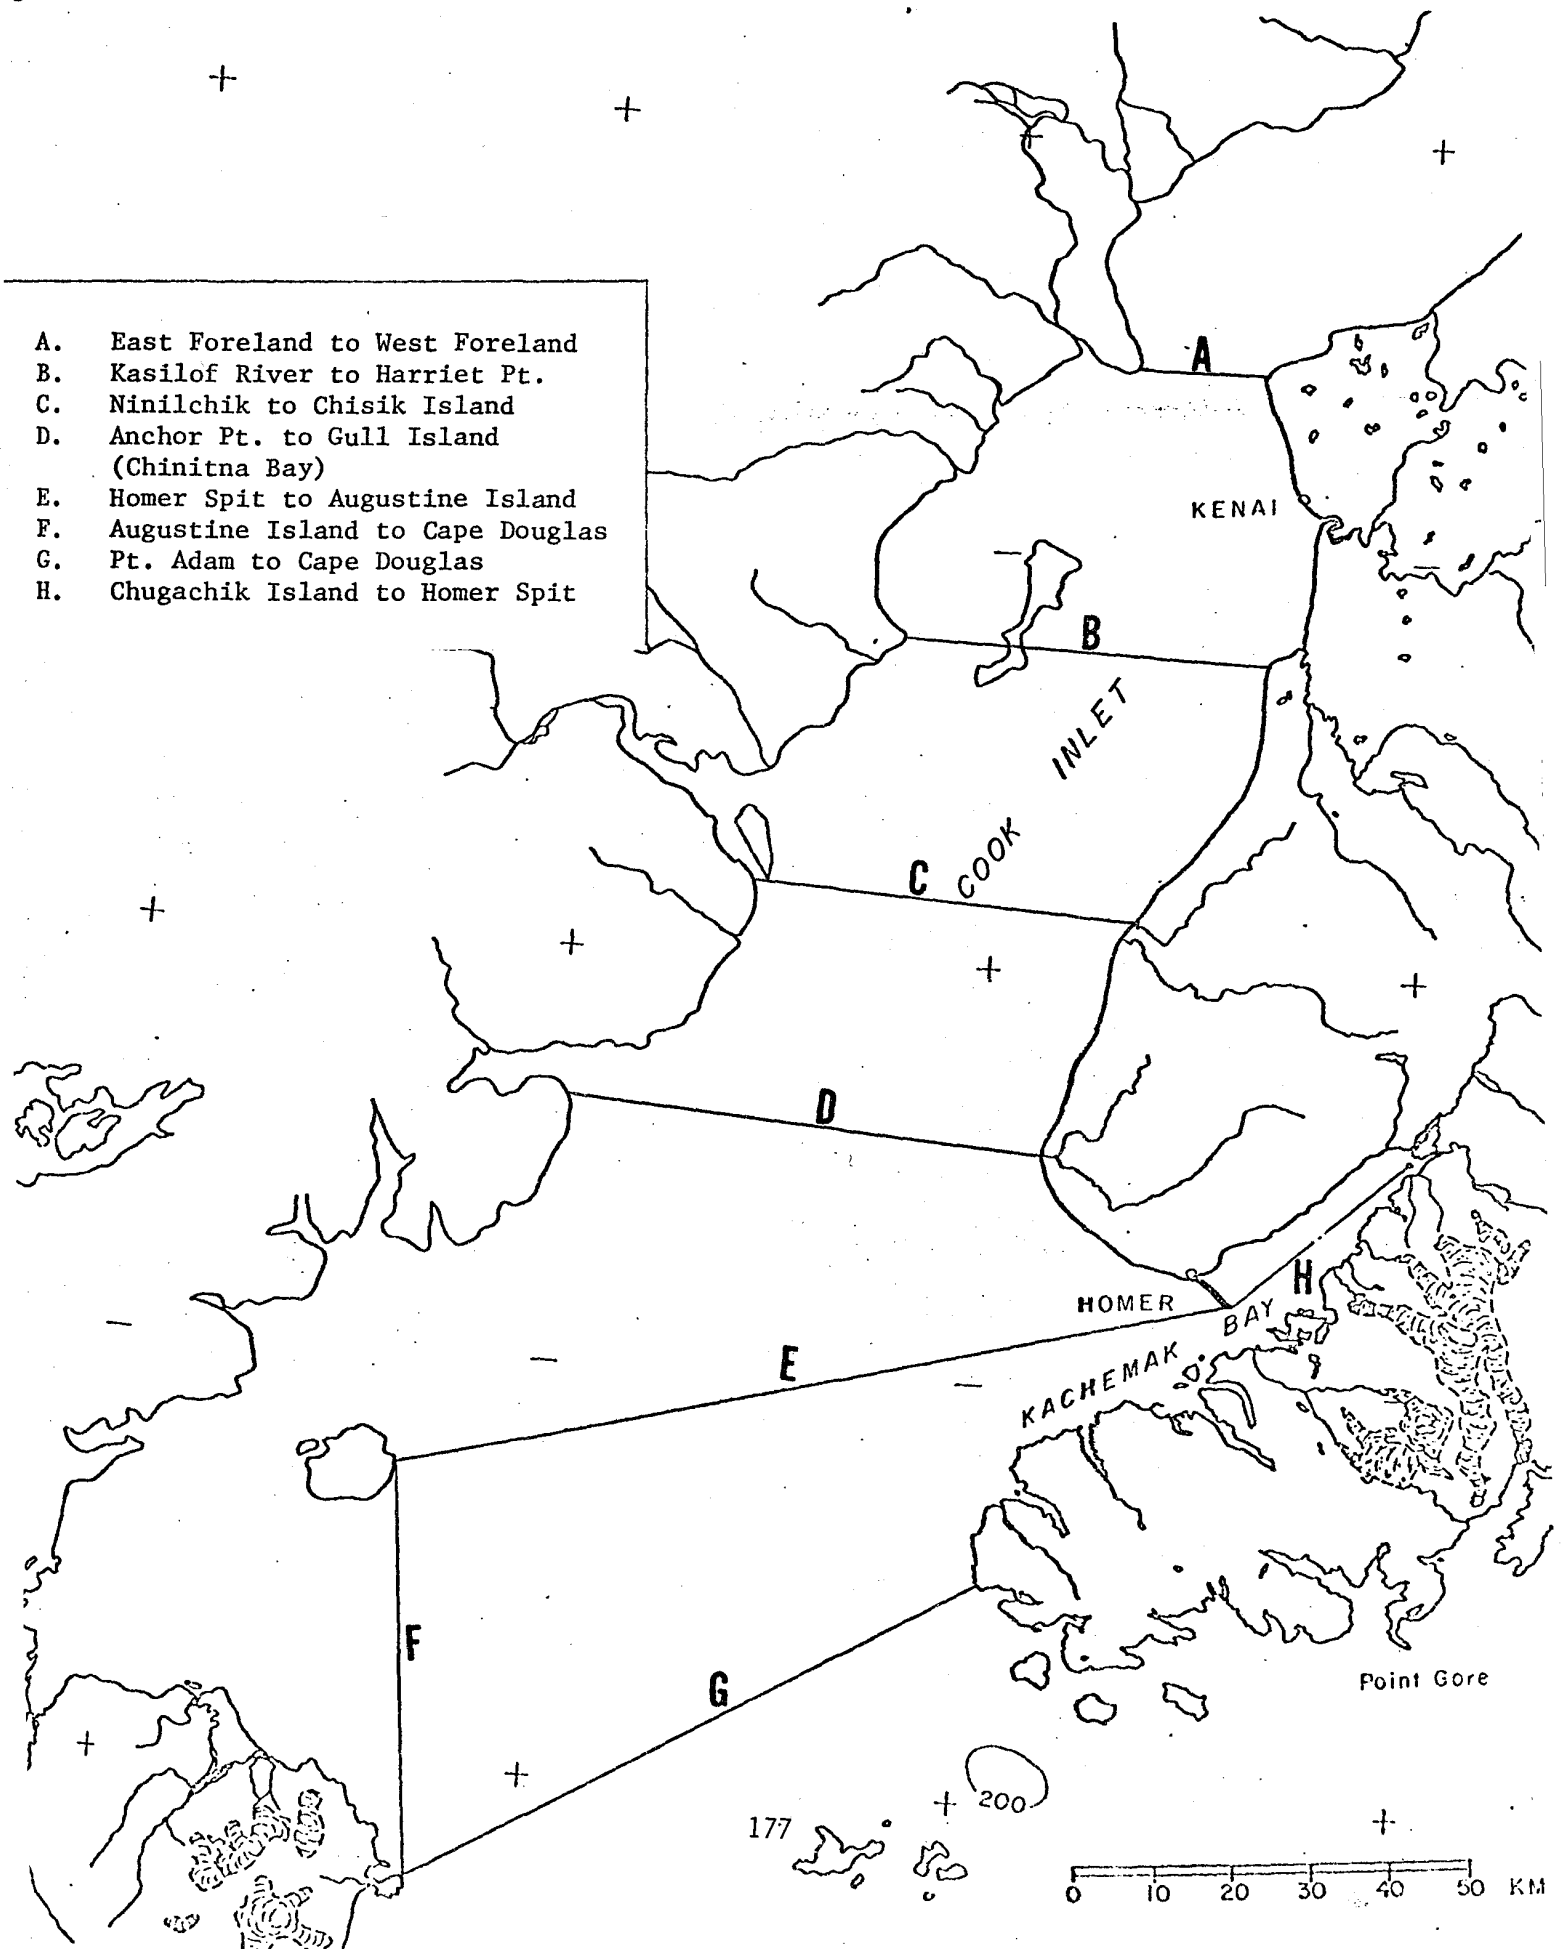 A. East Foreland to West Foreland
B. Kasilof River to Harriet Pt.
C. Ninilchik to Chisik Island
D. Anchor Pt. to Gull Island
(Chinitna Bay)
E. Homer Spit to Augustine Island
F. Augustine Island to Cape Douglas
G. Pt. Adam to Cape Douglas
H. Chugachik Island to Homer Spit
A
KENAI
B
COOK INLET
C
D
H
HOMER
KACHEMAK BAY
E
F
G
Point Gore
200
177
0 10 20 30 40 50 KM